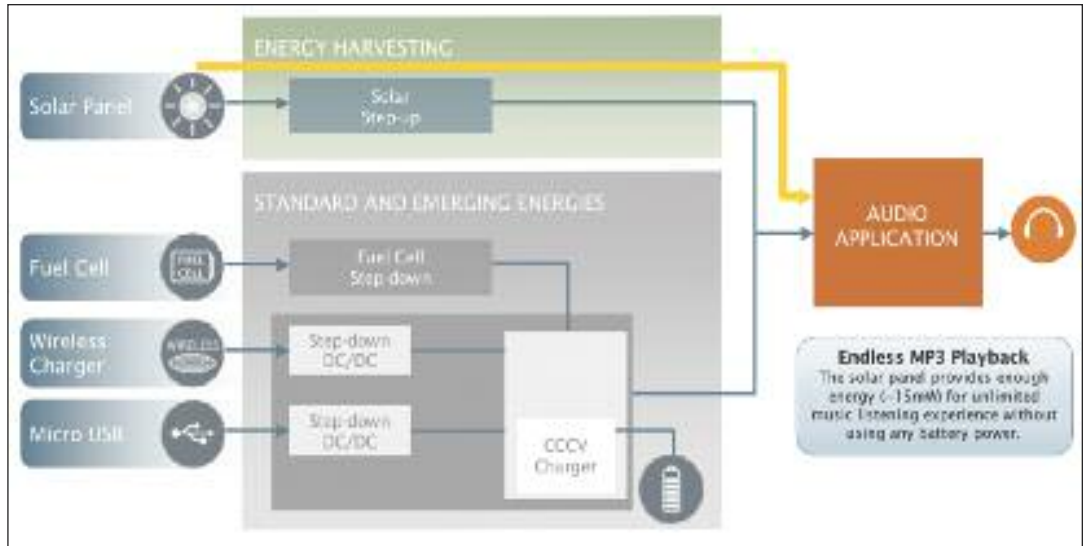 ENERGY HARVESTING
Solar Panel
Solar
Step-up
STANDARD AND EMERGING ENERGIES
AUDIO
APPLICATION
Fuel Cell
FUEL
CELL
Fuel Cell
Step-down
Wireless
Charger
WIRELESS
Step-down
DC/DC
Micro USB
Step-down
DC/DC
CCCV
Charger
Endless MP3 Playback
The solar panel provides enough
energy (~15mW) for unlimited
music listening experience without
using any battery power.